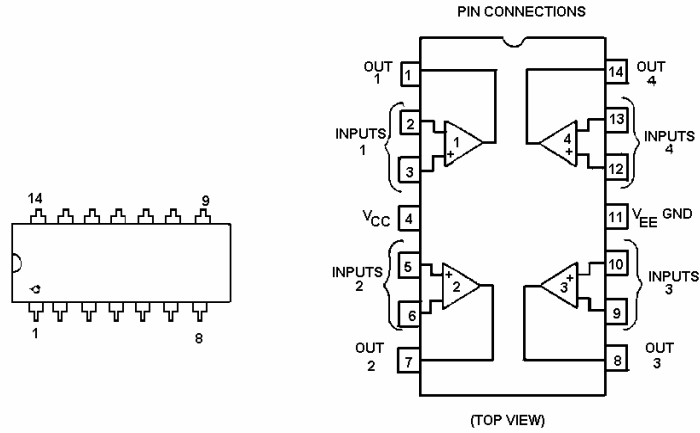 PIN CONNECTIONS
OUT 1
1
14
OUT 4
INPUTS 1
2
3
1
4
13
12
INPUTS 4
VCC
4
11
VEE GND
INPUTS 2
5
6
2
3
10
9
INPUTS 3
OUT 2
7
8
OUT 3
(TOP VIEW)
14
9
1
8